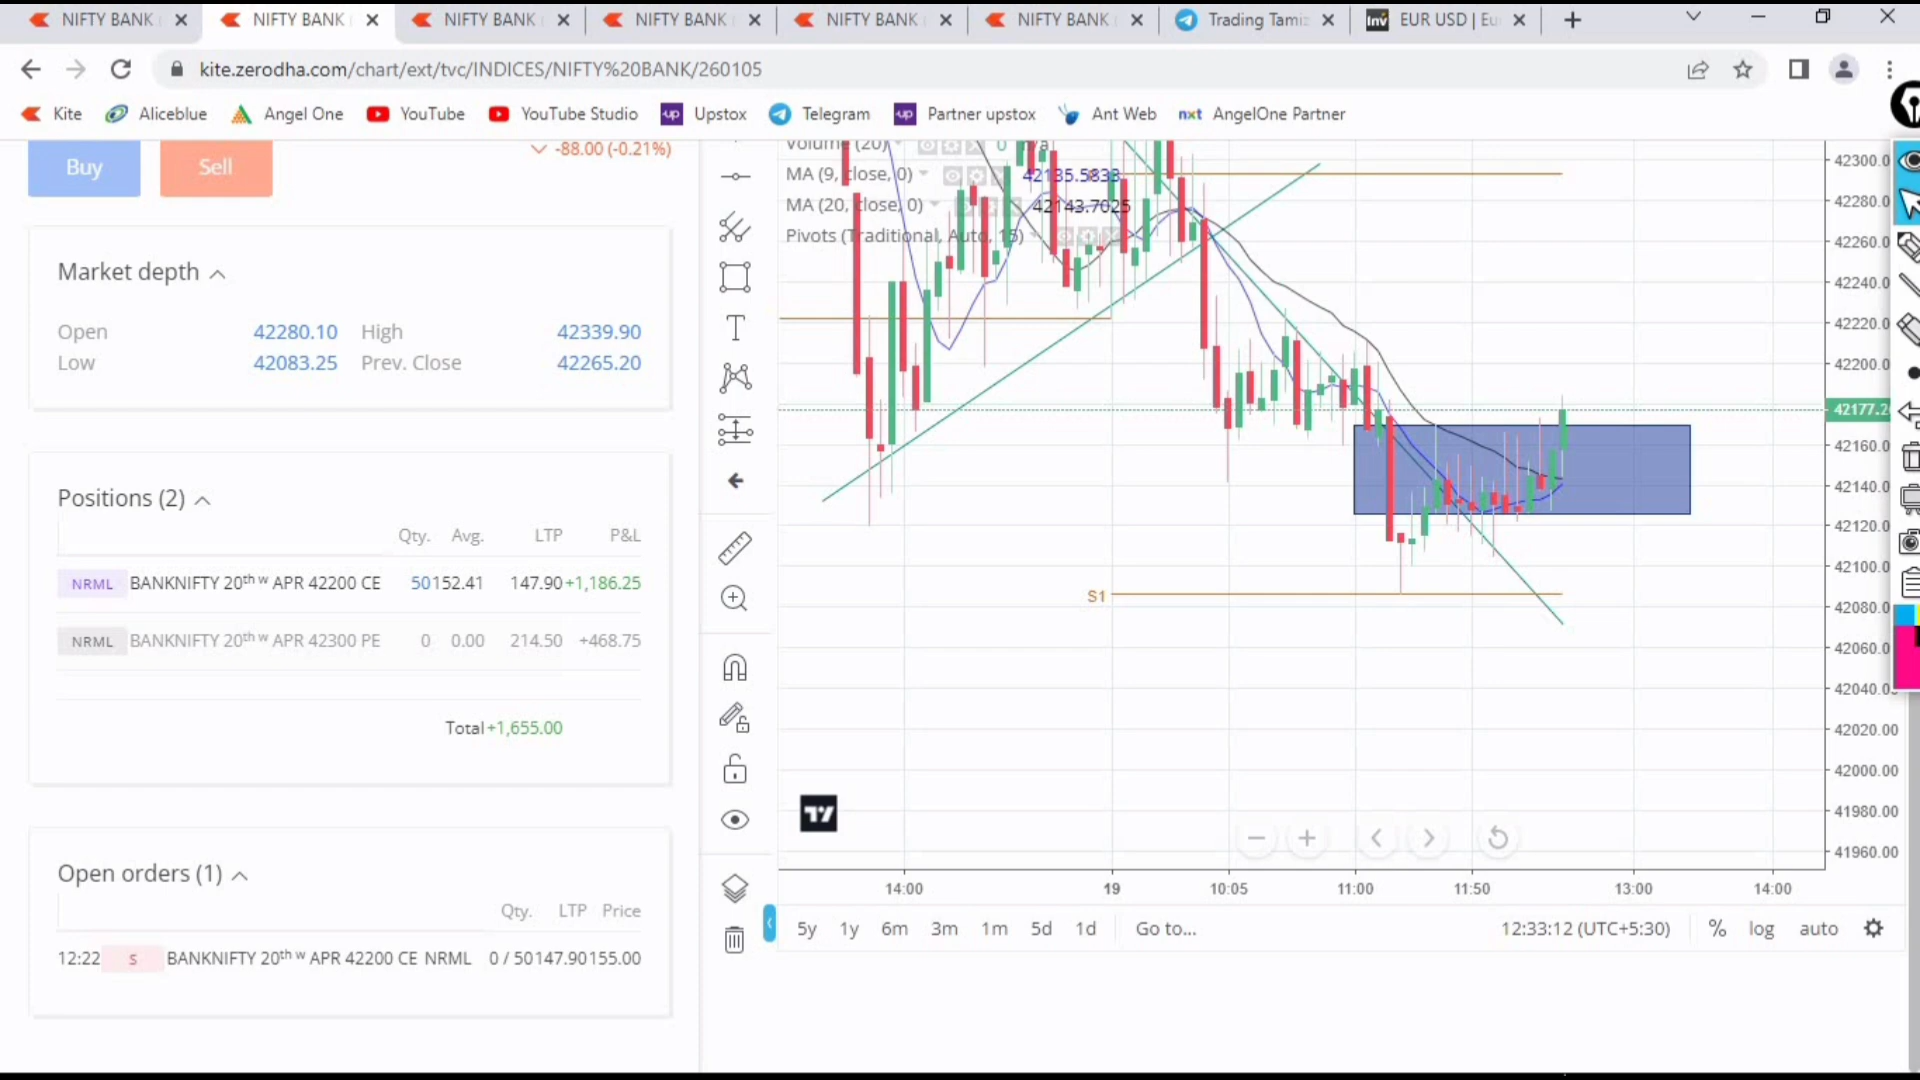 NIFTY BANK
NIFTY BANK
NIFTY BANK
NIFTY BANK
NIFTY BANK
NIFTY BANK
Trading Tamiz
EUR USD | Eu
kite.zerodha.com/chart/ext/tvc/INDICES/NIFTY%20BANK/260105
Kite
Aliceblue
Angel One
YouTube
YouTube Studio
Upstox
Telegram
Partner upstox
Ant Web
nxt AngelOne Partner
Buy
Sell
-88.00 (-0.21%)
Market depth
Open 42280.10 High 42339.90
Low 42083.25 Prev. Close 42265.20
Positions (2)
Qty. Avg. LTP P&L
NRML BANKNIFTY 20th w APR 42200 CE 50 152.41 147.90 +1,186.25
NRML BANKNIFTY 20th w APR 42300 PE 0 0.00 214.50 +468.75
Total +1,655.00
Open orders (1)
Qty. LTP Price
12:22 S BANKNIFTY 20th w APR 42200 CE NRML 0 / 50 147.90 155.00
Volume (20) 0 n/a
MA (9, close, 0) 42135.5833
MA (20, close, 0) 42143.7025
Pivots (Traditional, Auto, 15)
S1
42300.0
42280.0
42260.0
42240.0
42220.0
42200.0
42177.2
42160.0
42140.0
42120.0
42100.0
42080.0
42060.0
42040.0
42020.00
42000.00
41980.00
41960.00
14:00 19 10:05 11:00 11:50 13:00 14:00
5y 1y 6m 3m 1m 5d 1d Go to... 12:33:12 (UTC+5:30) % log auto